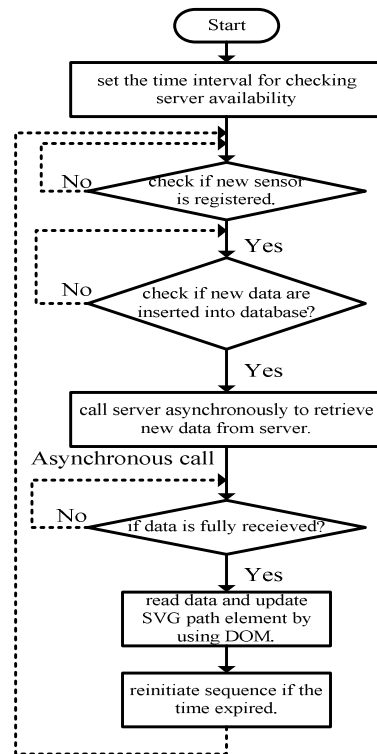 Start
set the time interval for checking
server availability
No
check if new sensor
is registered.
Yes
No
check if new data are
inserted into database?
Yes
call server asynchronously to retrieve
new data from server.
Asynchronous call
No
if data is fully receieved?
Yes
read data and update
SVG path element by
using DOM.
reinitiate sequence if the
time expired.